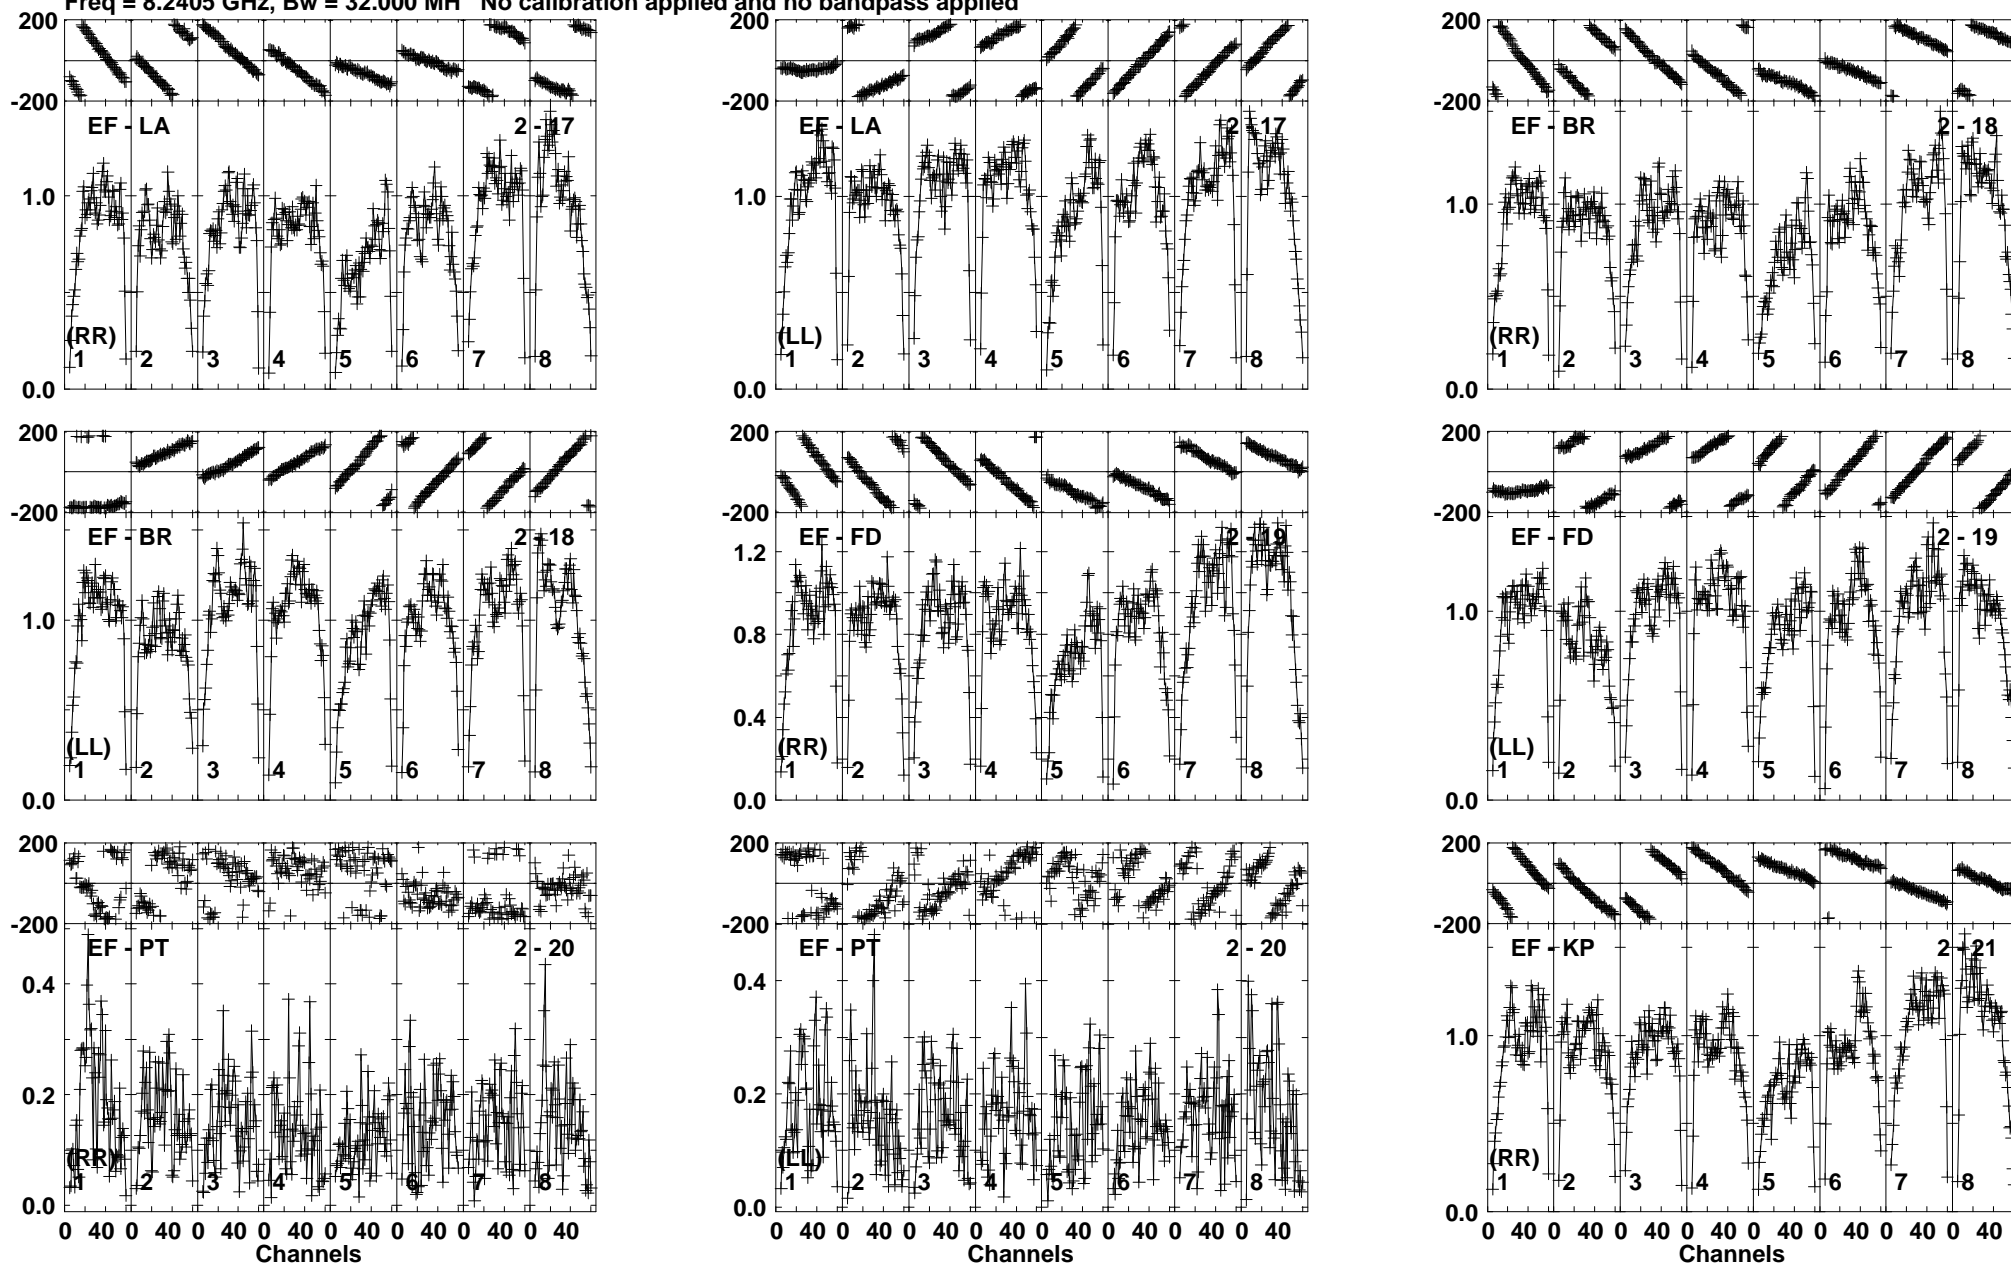 Freq = 8.2405 GHz, Bw = 32.000 MH No calibration applied and no bandpass applied
200 200 200
-200 -200 -200
EF - LA 2 - 17 EF - LA 2 - 17 EF - BR 2 - 18
1.0 1.0 1.0
(RR) (LL) (RR)
1 2 3 4 5 6 7 8 1 2 3 4 5 6 7 8 1 2 3 4 5 6 7 8
0.0 0.0 0.0
200 200 200
-200 -200 -200
EF - BR 2 - 18 EF - FD 2 - 19 EF - FD 2 - 19
1.2
1.0 1.0
0.8
0.4
(LL) (RR) (LL)
1 2 3 4 5 6 7 8 1 2 3 4 5 6 7 8 1 2 3 4 5 6 7 8
0.0 0.0 0.0
200 200 200
-200 -200 -200
EF - PT 2 - 20 EF - PT 2 - 20 EF - KP 2 - 21
0.4 0.4
1.0
0.2 0.2
(RR) (LL) (RR)
1 2 3 4 5 6 7 8 1 2 3 4 5 6 7 8 1 2 3 4 5 6 7 8
0.0 0.0 0.0
0 40 0 40 0 40 0 40 0 40 0 40 0 40 0 40 0 40 0 40 0 40 0 40 0 40 0 40 0 40 0 40 0 40 0 40 0 40 0 40 0 40 0 40 0 40 0 40
Channels Channels Channels